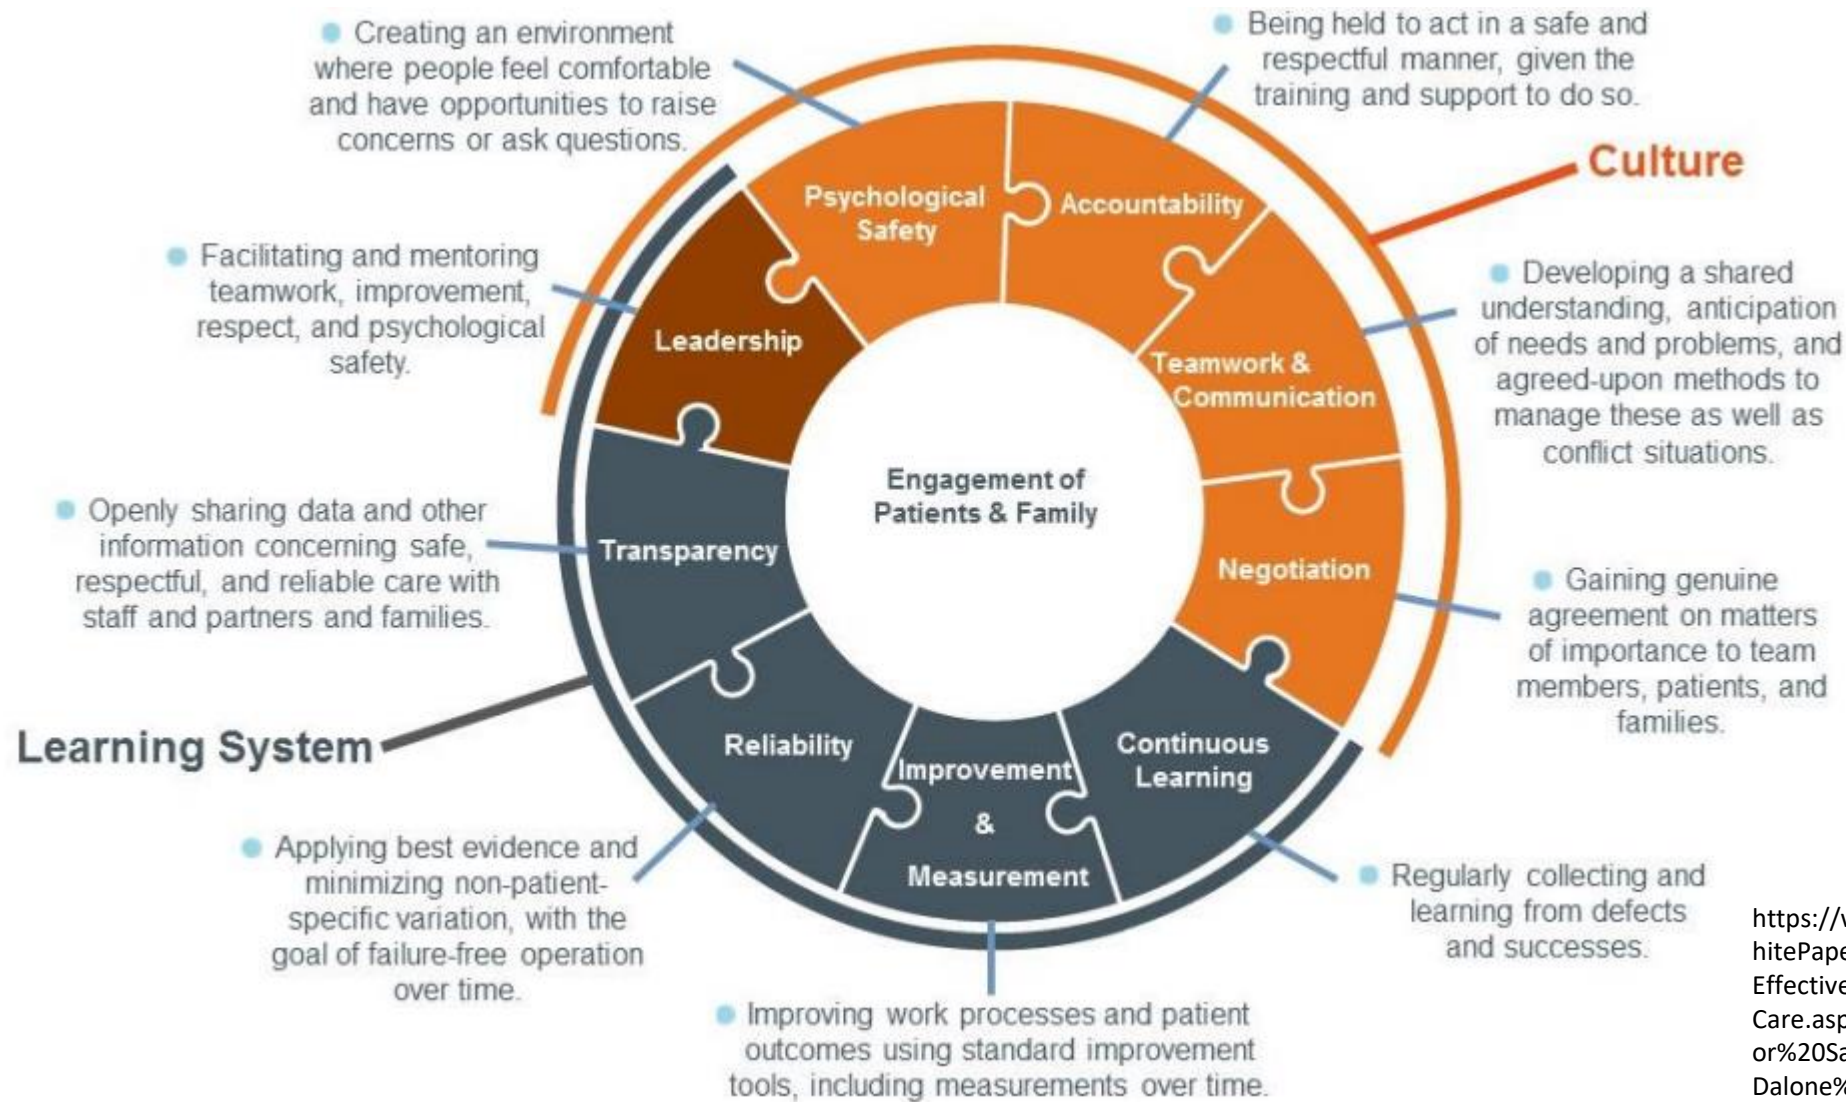 Creating an environment
where people feel comfortable
and have opportunities to raise
concerns or ask questions.
Being held to act in a safe and
respectful manner, given the
training and support to do so.
Culture
Psychological
Safety
Accountability
Facilitating and mentoring
teamwork, improvement,
respect, and psychological
safety.
Leadership
Developing a shared
understanding, anticipation
of needs and problems, and
agreed-upon methods to
manage these as well as
conflict situations.
Teamwork &
Communication
Engagement of
Patients & Family
Openly sharing data and other
information concerning safe,
respectful, and reliable care with
staff and partners and families.
Transparency
Negotiation
Gaining genuine
agreement on matters
of importance to team
members, patients, and
families.
Learning System
Reliability
Improvement
&
Measurement
Continuous
Learning
Applying best evidence and
minimizing non-patient-
specific variation, with the
goal of failure-free operation
over time.
Regularly collecting and
learning from defects
and successes.
Improving work processes and patient
outcomes using standard improvement
tools, including measurements over time.
https://
hitePape
Effective
Care.asp
or%20Sa
Dalone%